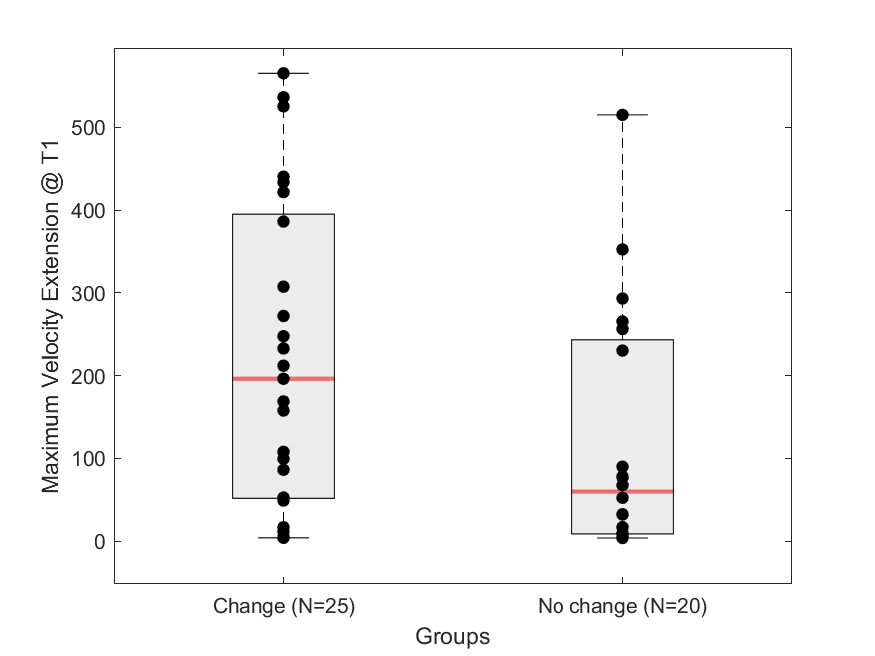 Maximum Velocity Extension @ T1
500
400
300
200
100
0
Change (N=25)
No change (N=20)
Groups